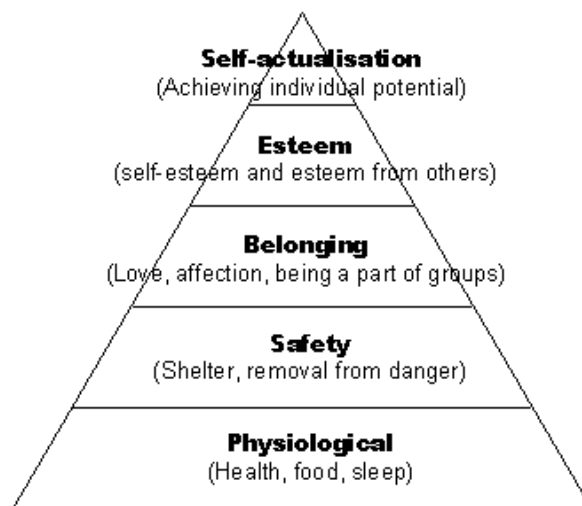 Self-actualisation
(Achieving individual potential)
Esteem
(self-esteem and esteem from others)
Belonging
(Love, affection, being a part of groups)
Safety
(Shelter, removal from danger)
Physiological
(Health, food, sleep)